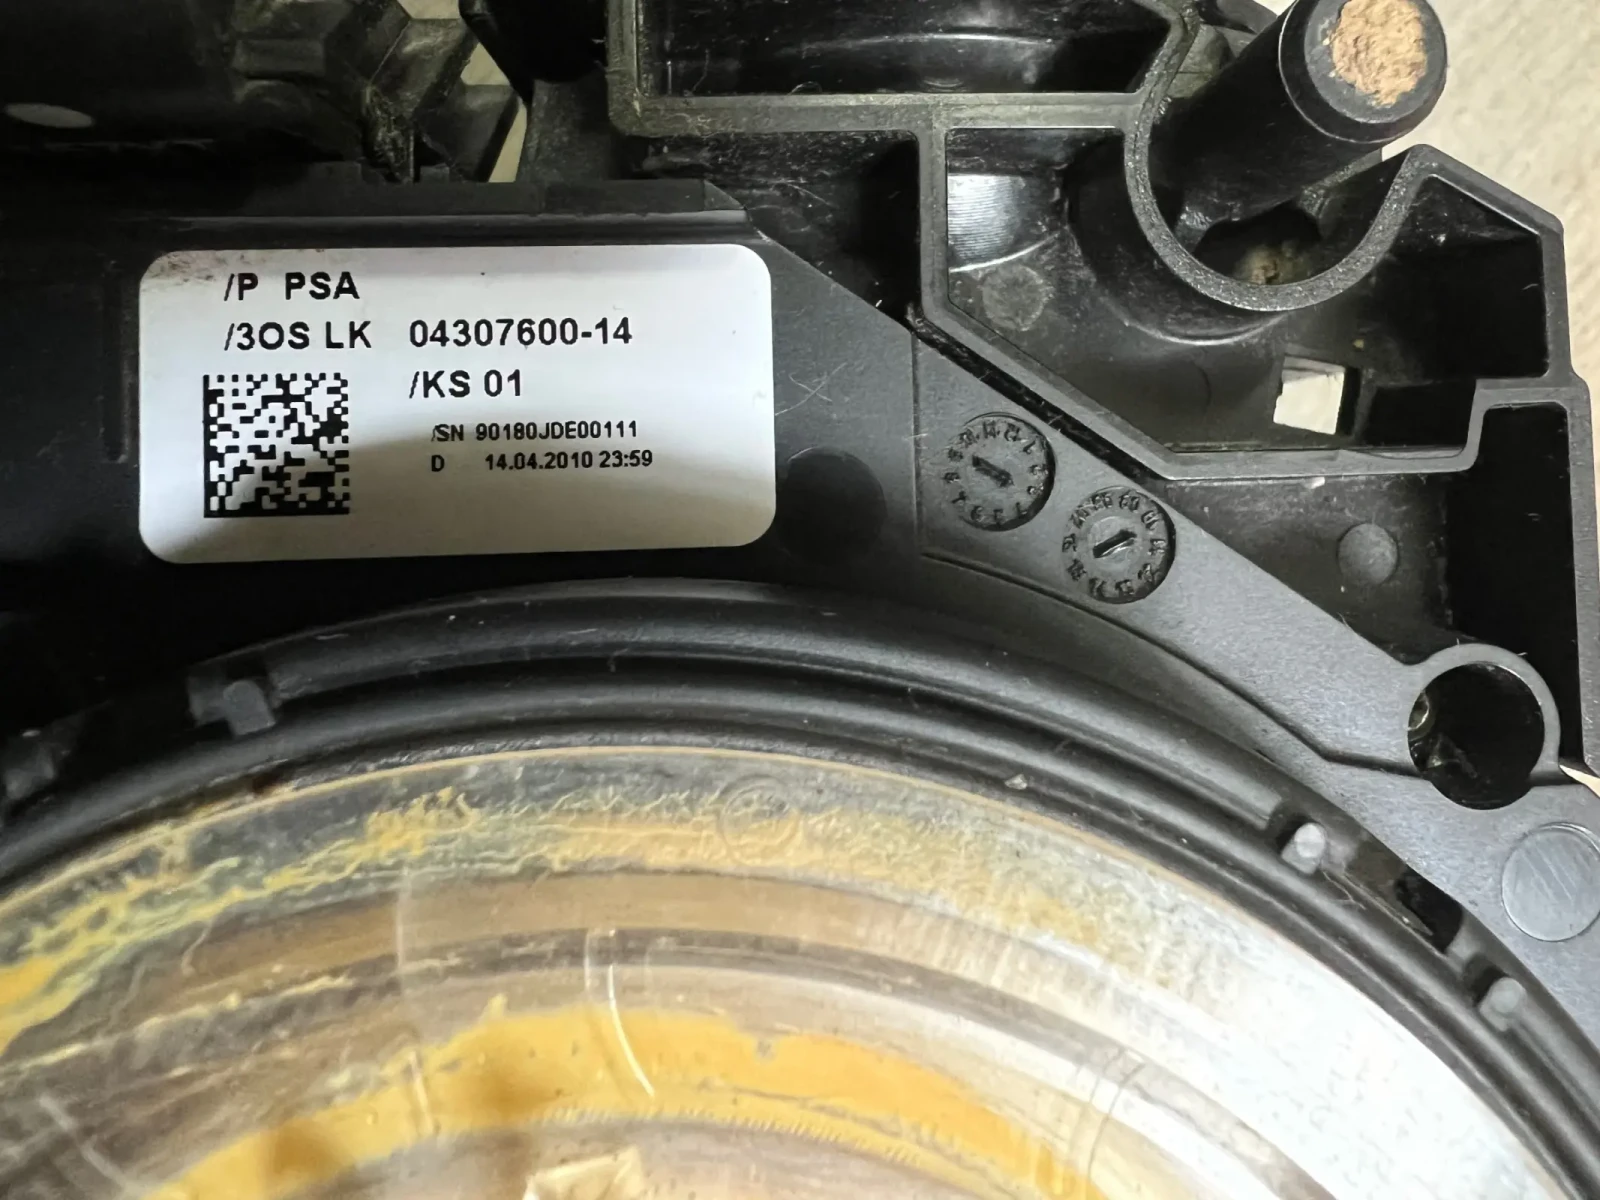 /P PSA
/3OS LK 04307600-14
/KS 01
/SN 90180JDE00111
D 14.04.2010 23:59